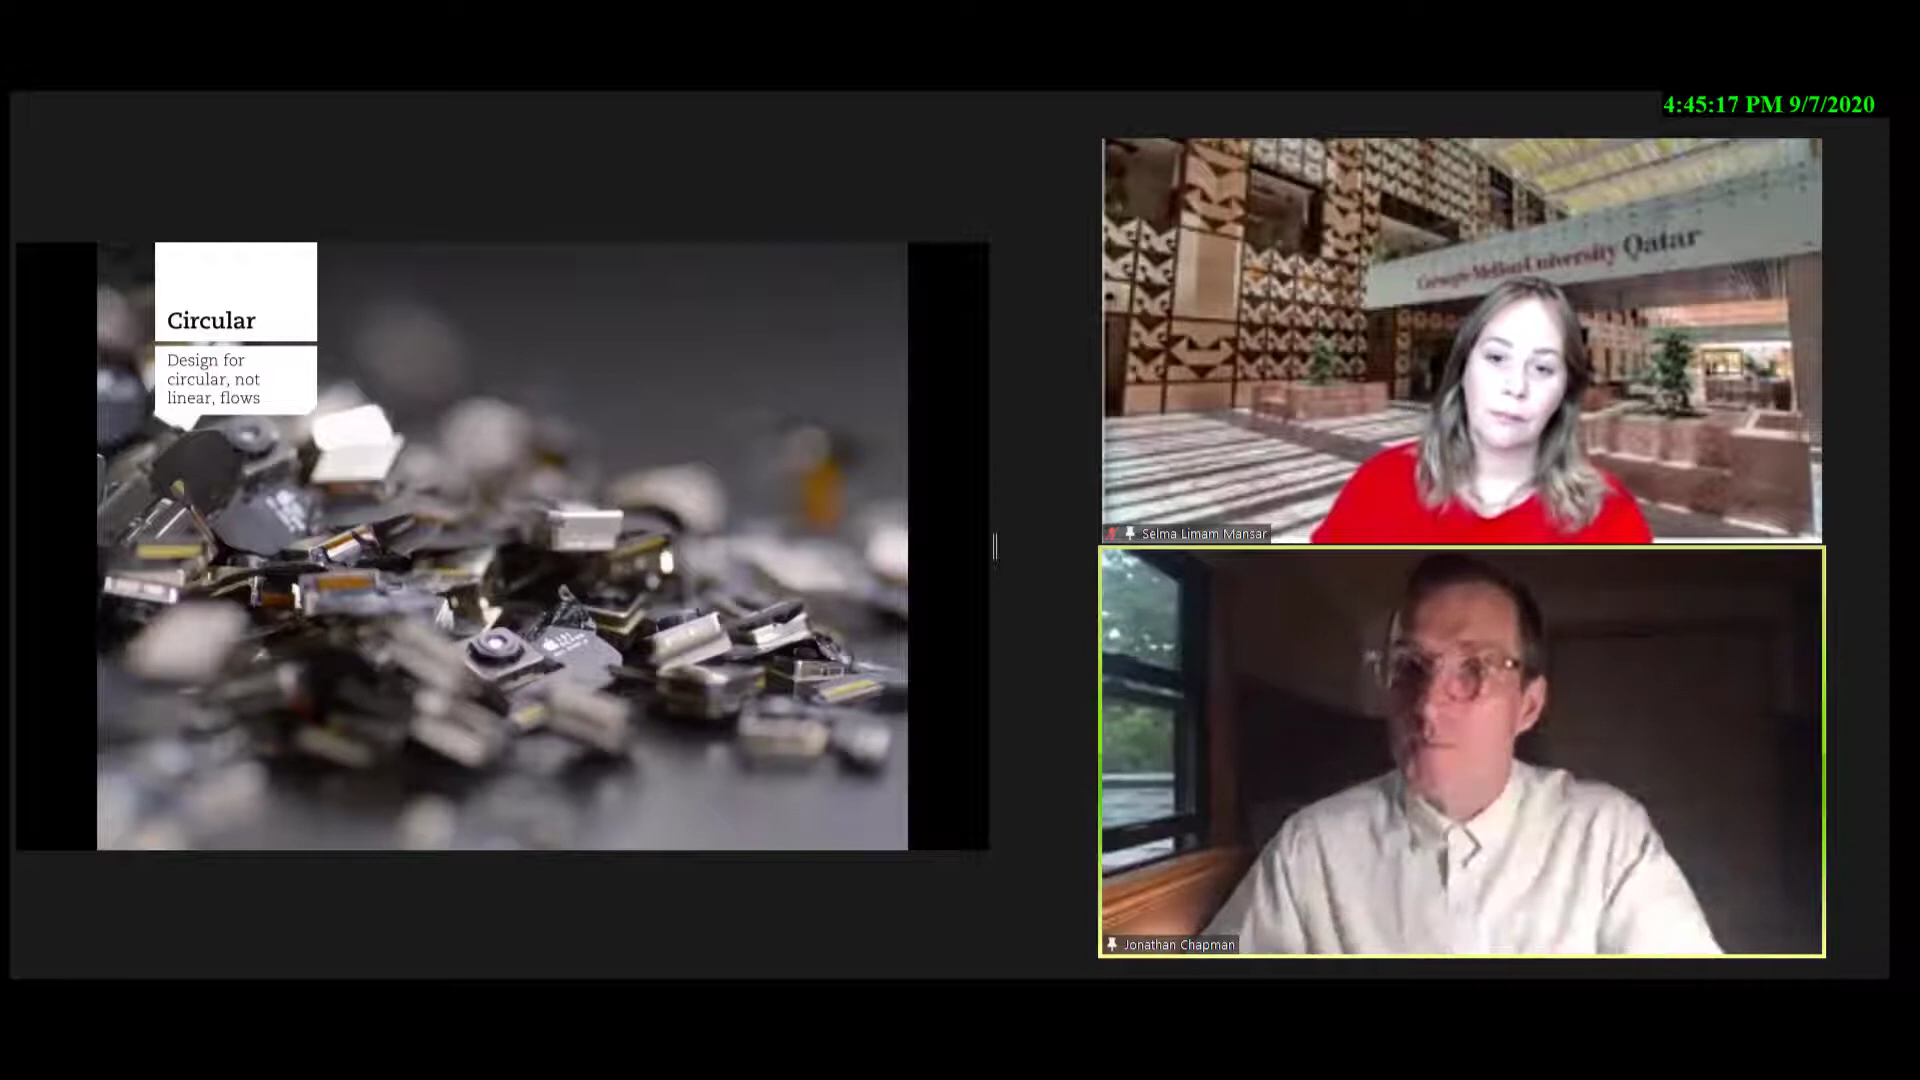 4:45:17 PM 9/7/2020
Circular
Design for
circular, not
linear, flows
Carnegie Mellon University Qatar
Selma Limam Mansar
Jonathan Chapman